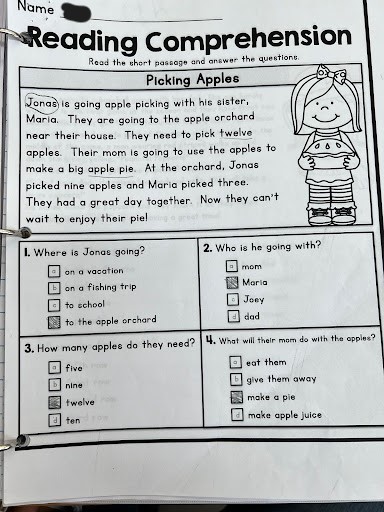 Name
Reading Comprehension
Read the short passage and answer the questions.
Picking Apples
Jonas is going apple picking with his sister,
Maria. They are going to the apple orchard
near their house. They need to pick twelve
apples. Their mom is going to use the apples to
make a big apple pie. At the orchard, Jonas
picked nine apples and Maria picked three.
They had a great day together. Now they can't
wait to enjoy their pie!
1. Where is Jonas going?
a on a vacation
b on a fishing trip
c to school
to the apple orchard
2. Who is he going with?
a mom
Maria
c Joey
d dad
3. How many apples do they need?
a five
b nine
twelve
d ten
4. What will their mom do with the apples?
a eat them
b give them away
make a pie
d make apple juice